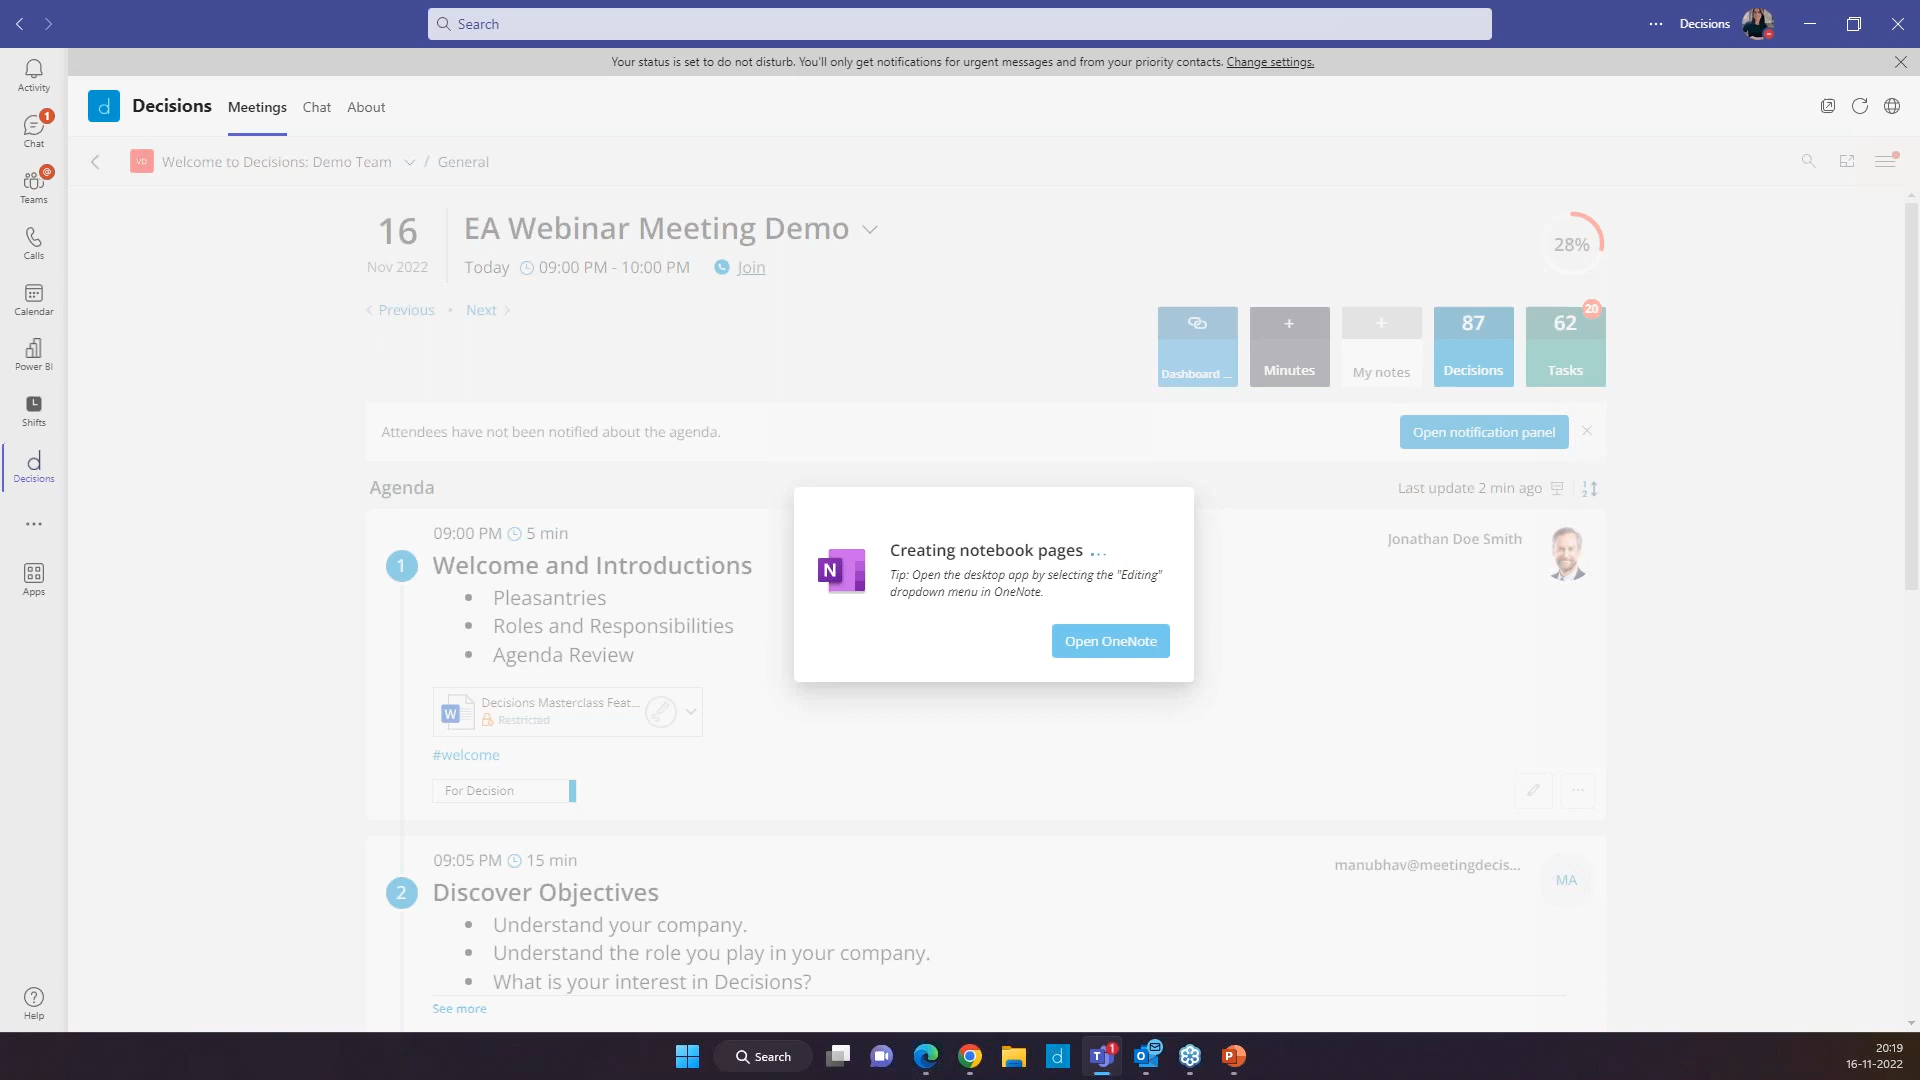 Search
Decisions
Your status is set to do not disturb. You'll only get notifications for urgent messages and from your priority contacts. Change settings.
Activity
1
Chat
@
Teams
Calls
Calendar
Power BI
Shifts
d
Decisions
Apps
Help
d
Decisions
Meetings
Chat
About
VD
Welcome to Decisions: Demo Team
/
General
16
Nov 2022
EA Webinar Meeting Demo
Today
09:00 PM - 10:00 PM
Join
28%
Previous • Next
Dashboard ...
+
Minutes
+
My notes
87
Decisions
20
62
Tasks
Attendees have not been notified about the agenda.
Open notification panel
Agenda
Last update 2 min ago
1
2
09:00 PM
5 min
1
Welcome and Introductions
• Pleasantries
• Roles and Responsibilities
• Agenda Review
Jonathan Doe Smith
W
Decisions Masterclass Feat...
Restricted
#welcome
For Decision
N
Creating notebook pages ...
Tip: Open the desktop app by selecting the "Editing"
dropdown menu in OneNote.
Open OneNote
09:05 PM
15 min
manubhav@meetingdecis...
MA
2
Discover Objectives
• Understand your company.
• Understand the role you play in your company.
• What is your interest in Decisions?
See more
Search
d
T
1
O
P
20:19
16-11-2022